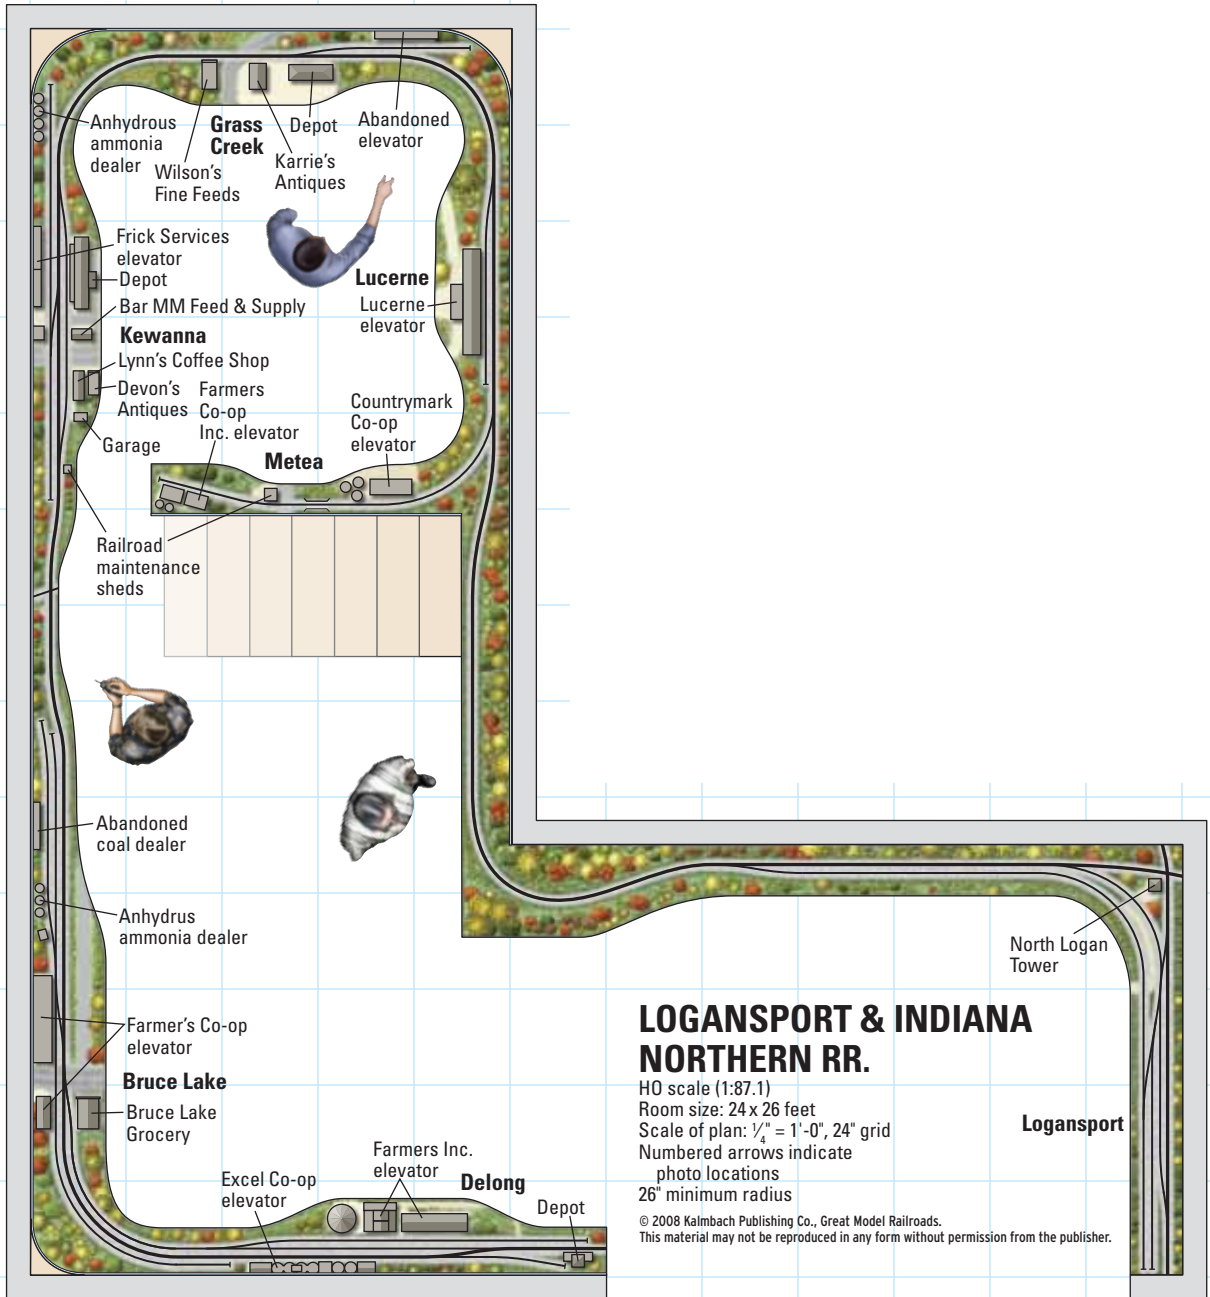 Anhydrous
ammonia
dealer
Wilson's
Fine Feeds
Grass
Creek
Karrie's
Antiques
Depot
Abandoned
elevator
Frick Services
elevator
Depot
Bar MM Feed & Supply
Kewanna
Lynn's Coffee Shop
Devon's
Antiques
Garage
Lucerne
Lucerne
elevator
Farmers
Co-op
Inc. elevator
Metea
Countrymark
Co-op
elevator
Railroad
maintenance
sheds
Abandoned
coal dealer
Anhydrus
ammonia dealer
Farmer's Co-op
elevator
Bruce Lake
Bruce Lake
Grocery
Excel Co-op
elevator
Farmers Inc.
elevator
Delong
Depot
North Logan
Tower
Logansport
LOGANSPORT & INDIANA
NORTHERN RR.
HO scale (1:87.1)
Room size: 24 x 26 feet
Scale of plan: 1/4" = 1'-0", 24" grid
Numbered arrows indicate
photo locations
26" minimum radius
© 2008 Kalmbach Publishing Co., Great Model Railroads.
This material may not be reproduced in any form without permission from the publisher.